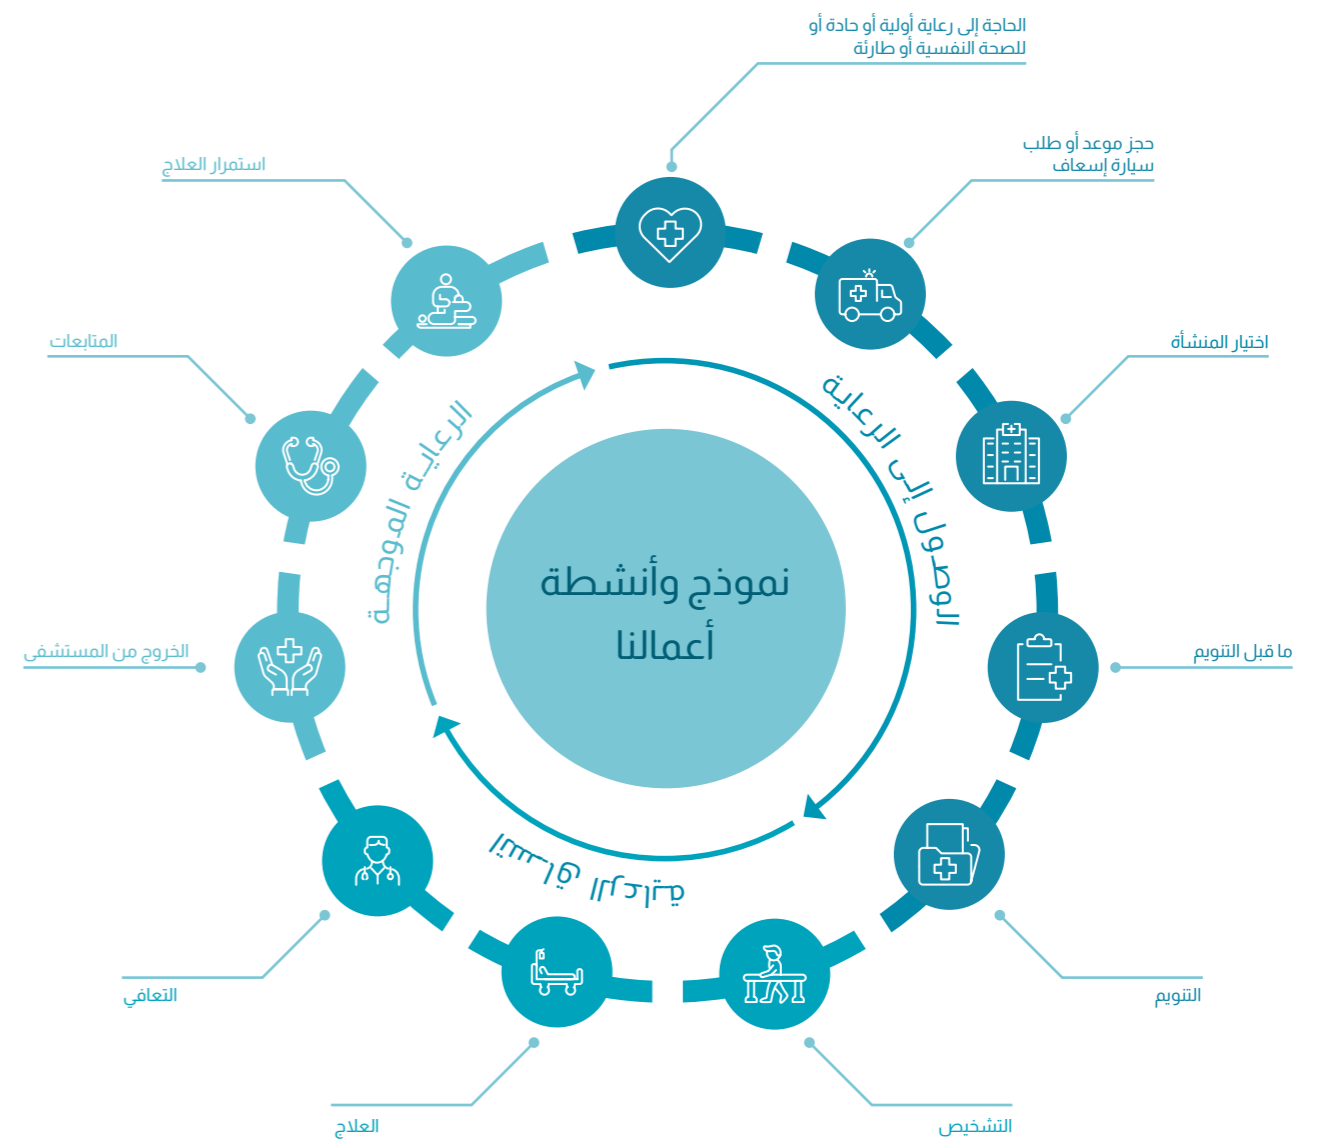 الحاجة إلى رعاية أولية أو حادة أو
للصحة النفسية أو طارئة
حجز موعد أو طلب
سيارة إسعاف
اختيار المنشأة
ما قبل التنويم
التنويم
التشخيص
العلاج
التعافي
الخروج من المستشفى
المتابعات
استمرار العلاج
الوصول إلى الرعاية
اتساق الرعاية
الرعاية الموجهة
نموذج وأنشطة
أعمالنا